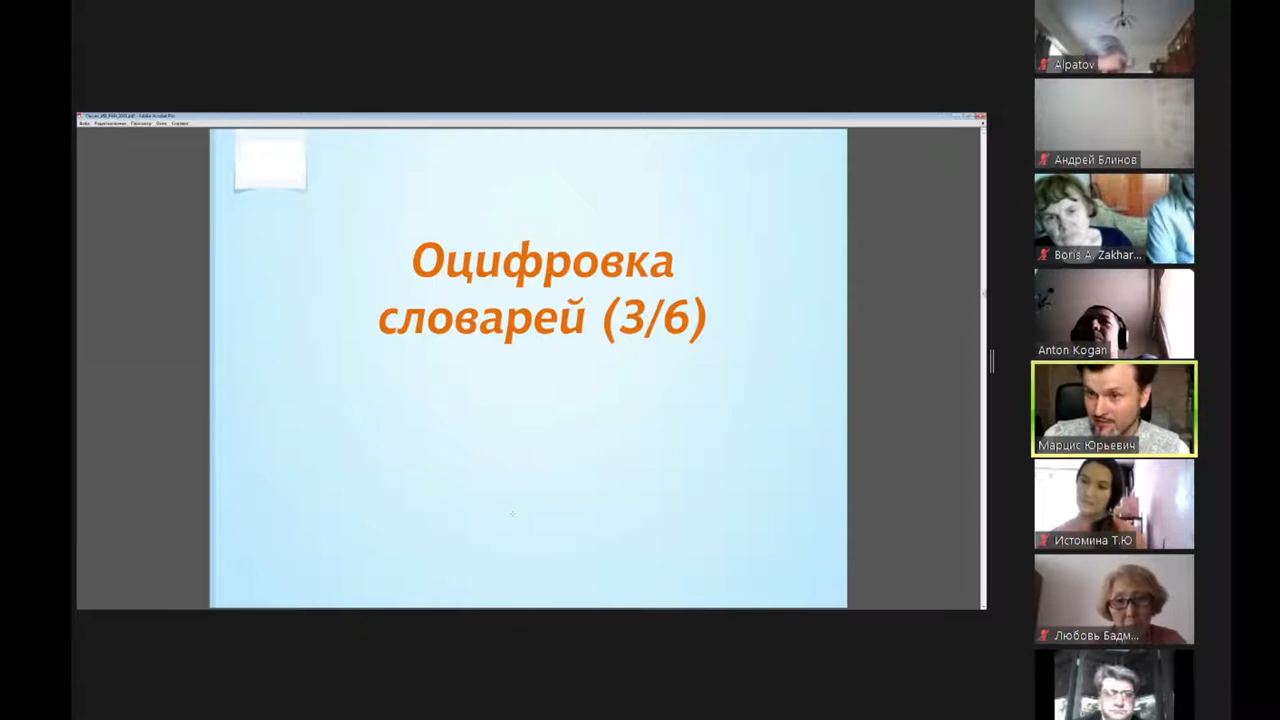 Оцифровка
словарей (3/6)
Alpatov
Андрей Блинов
Boris A. Zakhar...
Anton Kogan
Марцис Юрьевич
Истомина Т.Ю
Любовь Бадм...